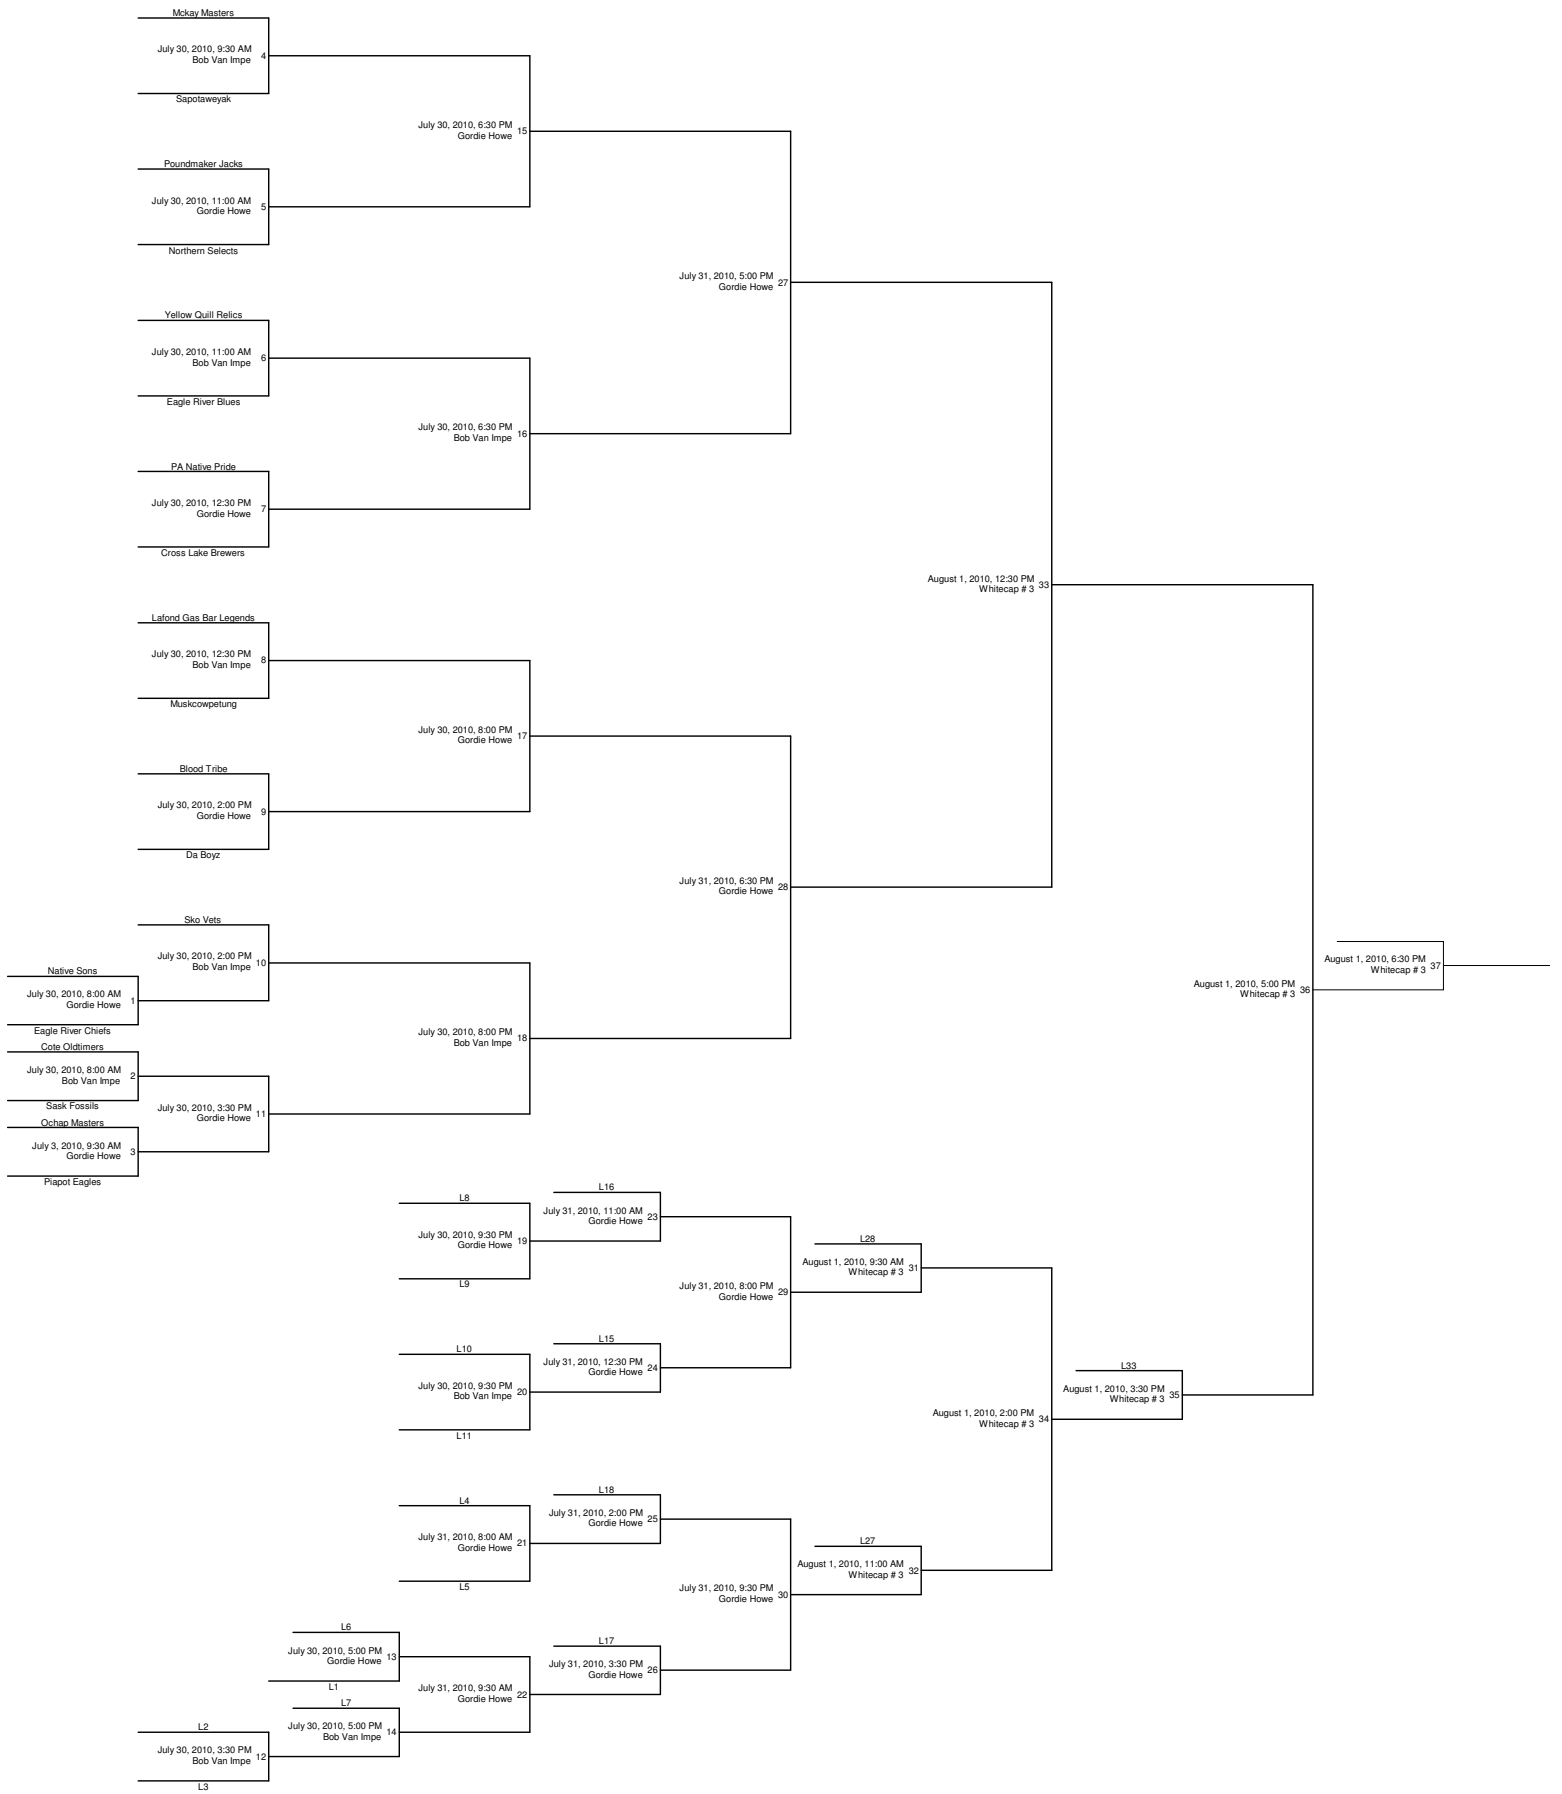 Mckay Masters
July 30, 2010, 9:30 AM
Bob Van Impe
4
Sapotaweyak
July 30, 2010, 6:30 PM
Gordie Howe
15
Poundmaker Jacks
July 30, 2010, 11:00 AM
Gordie Howe
5
Northern Selects
July 31, 2010, 5:00 PM
Gordie Howe
27
Yellow Quill Relics
July 30, 2010, 11:00 AM
Bob Van Impe
6
Eagle River Blues
July 30, 2010, 6:30 PM
Bob Van Impe
16
PA Native Pride
July 30, 2010, 12:30 PM
Gordie Howe
7
Cross Lake Brewers
August 1, 2010, 12:30 PM
Whitecap # 3
33
Lafond Gas Bar Legends
July 30, 2010, 12:30 PM
Bob Van Impe
8
Muskcowpetung
July 30, 2010, 8:00 PM
Gordie Howe
17
Blood Tribe
July 30, 2010, 2:00 PM
Gordie Howe
9
Da Boyz
July 31, 2010, 6:30 PM
Gordie Howe
28
Sko Vets
July 30, 2010, 2:00 PM
Bob Van Impe
10
Native Sons
July 30, 2010, 8:00 AM
Gordie Howe
1
Eagle River Chiefs
August 1, 2010, 6:30 PM
Whitecap # 3
37
August 1, 2010, 5:00 PM
Whitecap # 3
36
July 30, 2010, 8:00 PM
Bob Van Impe
18
Cote Oldtimers
July 30, 2010, 8:00 AM
Bob Van Impe
2
Sask Fossils
July 30, 2010, 3:30 PM
Gordie Howe
11
Ochap Masters
July 3, 2010, 9:30 AM
Gordie Howe
3
Piapot Eagles
L16
July 31, 2010, 11:00 AM
Gordie Howe
23
L8
July 30, 2010, 9:30 PM
Gordie Howe
19
L9
L28
August 1, 2010, 9:30 AM
Whitecap # 3
31
July 31, 2010, 8:00 PM
Gordie Howe
29
L15
July 31, 2010, 12:30 PM
Gordie Howe
24
L10
July 30, 2010, 9:30 PM
Bob Van Impe
20
L11
L33
August 1, 2010, 3:30 PM
Whitecap # 3
35
August 1, 2010, 2:00 PM
Whitecap # 3
34
L18
July 31, 2010, 2:00 PM
Gordie Howe
25
L4
July 31, 2010, 8:00 AM
Gordie Howe
21
L5
L27
August 1, 2010, 11:00 AM
Whitecap # 3
32
July 31, 2010, 9:30 PM
Gordie Howe
30
L6
July 30, 2010, 5:00 PM
Gordie Howe
13
L1
L17
July 31, 2010, 3:30 PM
Gordie Howe
26
July 31, 2010, 9:30 AM
Gordie Howe
22
L7
July 30, 2010, 5:00 PM
Bob Van Impe
14
L2
July 30, 2010, 3:30 PM
Bob Van Impe
12
L3